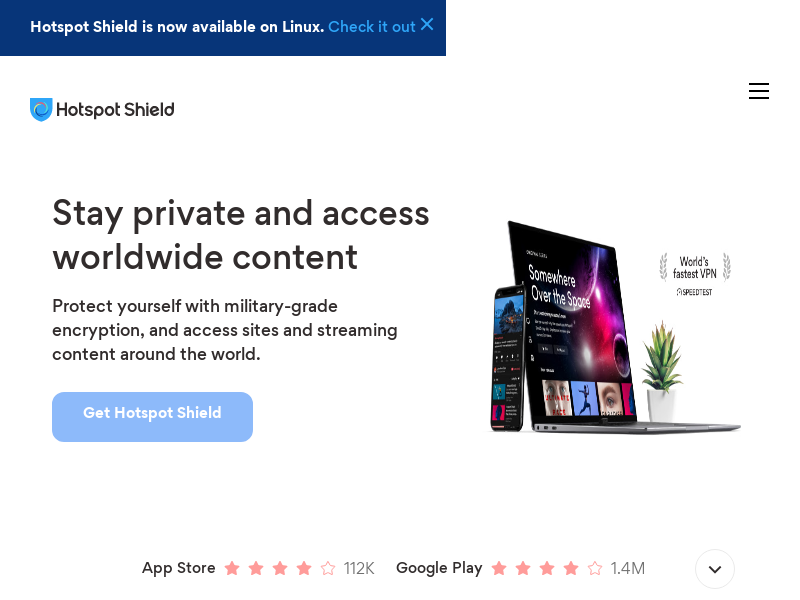 Hotspot Shield is now available on Linux. Check it out
Hotspot Shield
Stay private and access
worldwide content
Protect yourself with military-grade
encryption, and access sites and streaming
content around the world.
Get Hotspot Shield
Somewhere
Over the Space
World's
fastest VPN
SPEEDTEST
App Store 112K Google Play 1.4M